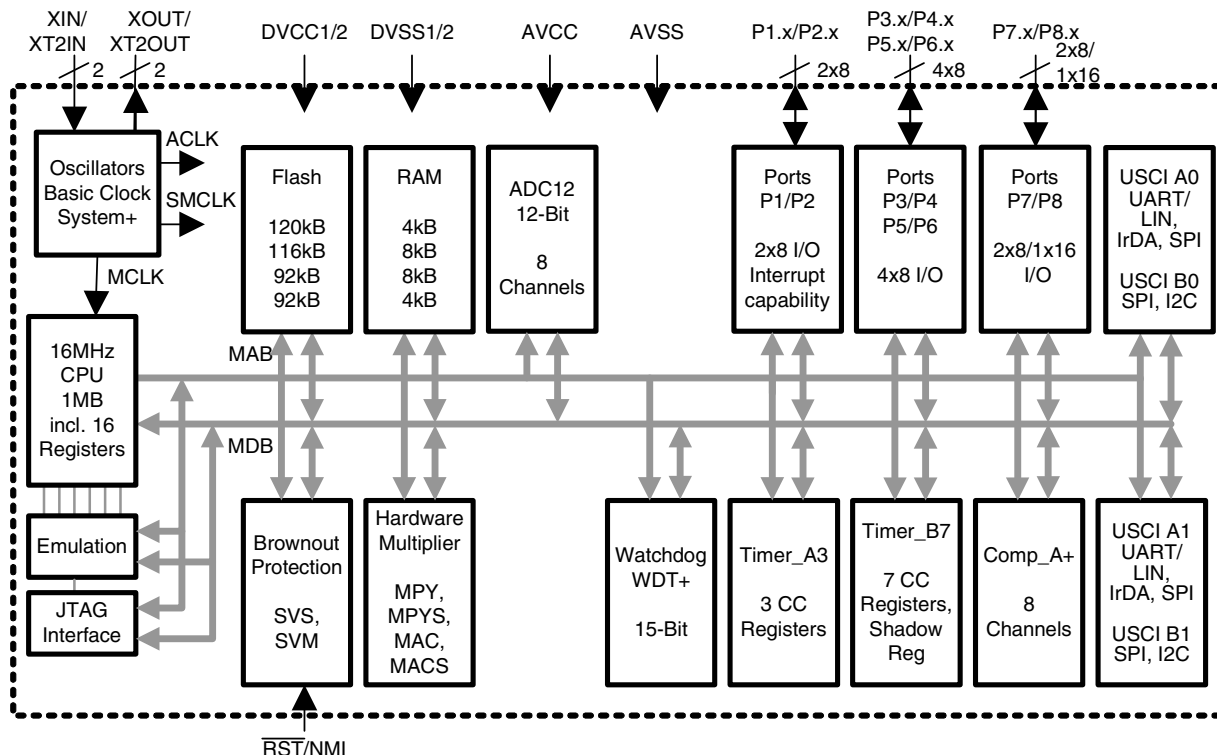 XIN/
XT2IN
XOUT/
XT2OUT
DVCC1/2
DVSS1/2
AVCC
AVSS
P1.x/P2.x
P3.x/P4.x
P5.x/P6.x
P7.x/P8.x
2
2
2x8
4x8
2x8/
1x16
Oscillators
Basic Clock
System+
ACLK
SMCLK
MCLK
Flash
120kB
116kB
92kB
92kB
RAM
4kB
8kB
8kB
4kB
ADC12
12-Bit
8
Channels
Ports
P1/P2
2x8 I/O
Interrupt
capability
Ports
P3/P4
P5/P6
4x8 I/O
Ports
P7/P8
2x8/1x16
I/O
USCI A0
UART/
LIN,
IrDA, SPI
USCI B0
SPI, I2C
16MHz
CPU
1MB
incl. 16
Registers
MAB
MDB
Emulation
JTAG
Interface
Brownout
Protection
SVS,
SVM
Hardware
Multiplier
MPY,
MPYS,
MAC,
MACS
Watchdog
WDT+
15-Bit
Timer_A3
3 CC
Registers
Timer_B7
7 CC
Registers,
Shadow
Reg
Comp_A+
8
Channels
USCI A1
UART/
LIN,
IrDA, SPI
USCI B1
SPI, I2C
RST/NMI